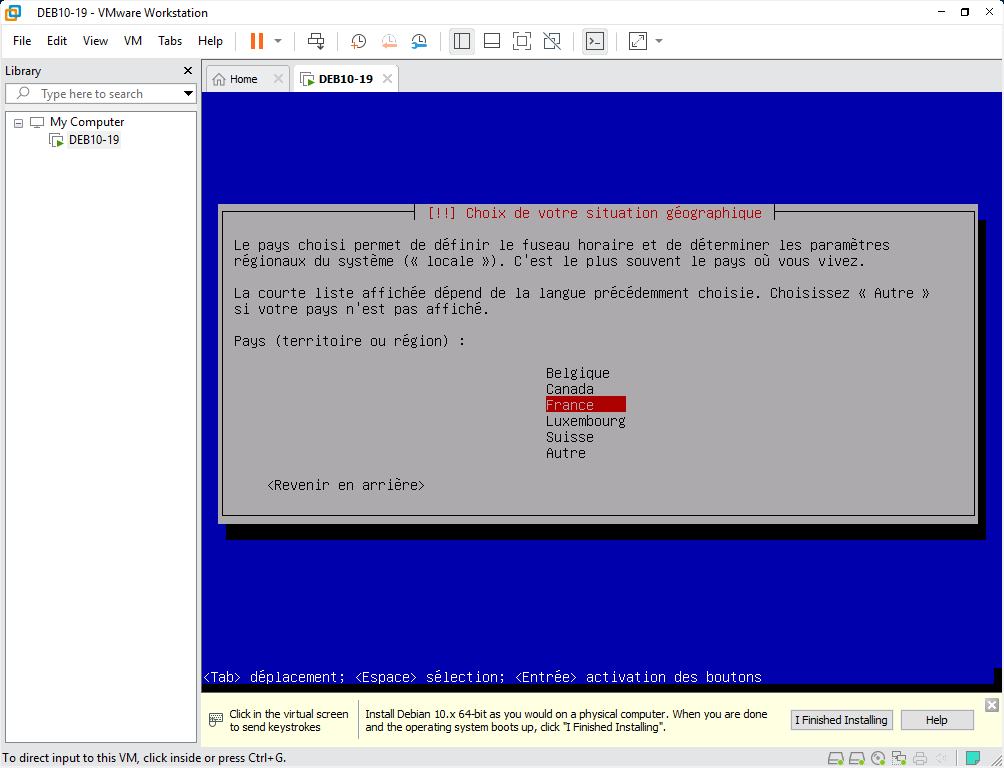 DEB10-19 - VMware Workstation
File Edit View VM Tabs Help
Library
Type here to search
My Computer
DEB10-19
Home
DEB10-19
[!!] Choix de votre situation géographique
Le pays choisi permet de définir le fuseau horaire et de déterminer les paramètres
régionaux du système (« locale »). C'est le plus souvent le pays où vous vivez.
La courte liste affichée dépend de la langue précédemment choisie. Choisissez « Autre »
si votre pays n'est pas affiché.
Pays (territoire ou région) :
Belgique
Canada
France
Luxembourg
Suisse
Autre
<Revenir en arrière>
<Tab> déplacement; <Espace> sélection; <Entrée> activation des boutons
Click in the virtual screen
to send keystrokes
Install Debian 10.x 64-bit as you would on a physical computer. When you are done
and the operating system boots up, click "I Finished Installing".
I Finished Installing
Help
To direct input to this VM, click inside or press Ctrl+G.